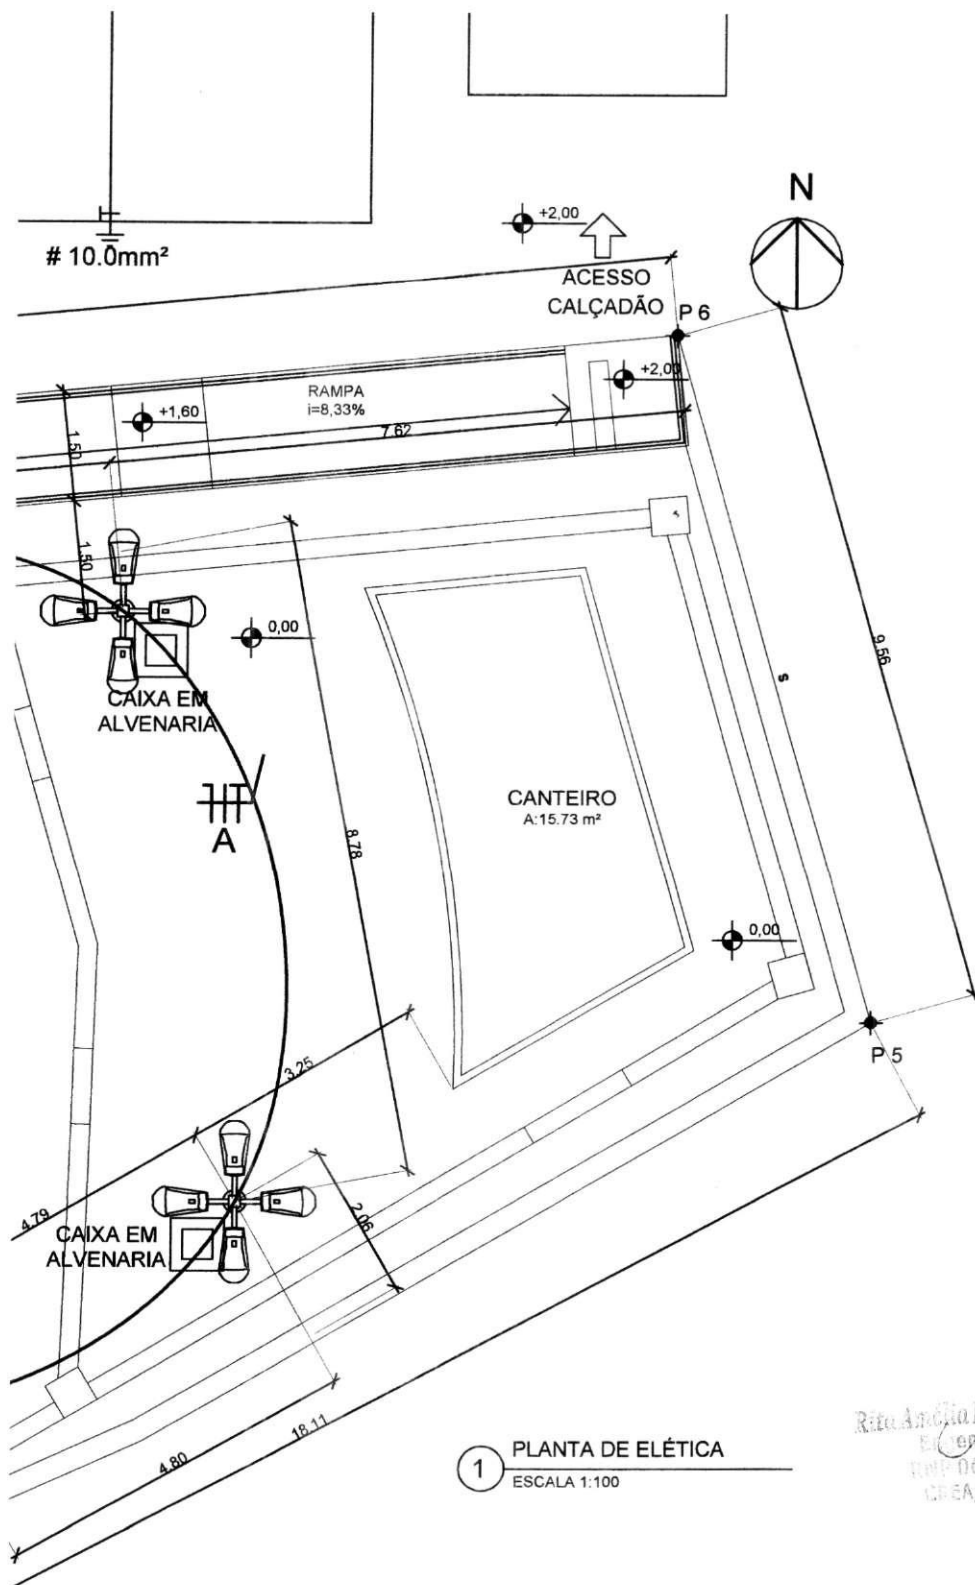 N
+2,00
# 10.0mm²
ACESSO
CALÇADÃO
P 6
+2,00
RAMPA
i=8,33%
+1,60
7.62
1.50
1.50
0,00
9.56
s
s
CAIXA EM
ALVENARIA
A
8.78
CANTEIRO
A:15.73 m²
0,00
P 5
3.25
4.79
2.06
CAIXA EM
ALVENARIA
18.11
4.80
1
PLANTA DE ELÉTICA
ESCALA 1:100
Rita Amélia